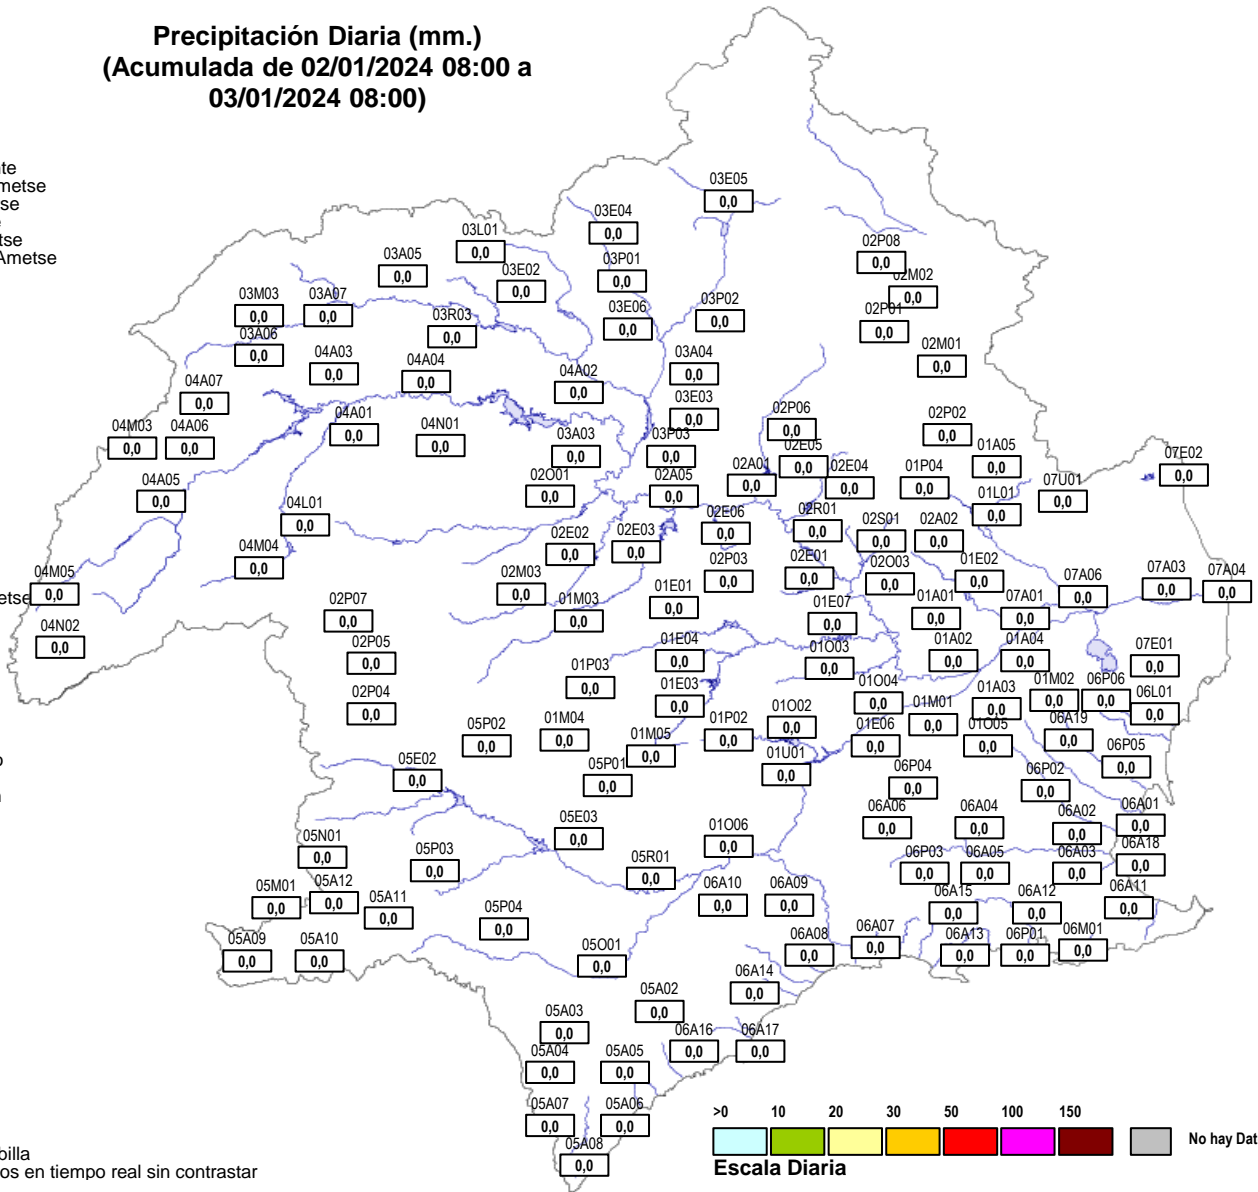 Precipitación Diaria (mm.)
(Acumulada de 02/01/2024 08:00 a
03/01/2024 08:00)
03E05
0,0
03E04
0,0
03L01
0,0
02P08
0,0
03A05
0,0
03P01
0,0
03E02
0,0
02M02
0,0
03M03
0,0
03A07
0,0
03P02
0,0
03E06
0,0
02P01
0,0
03R03
0,0
03A06
0,0
02M01
0,0
04A03
0,0
03A04
0,0
04A04
0,0
04A02
0,0
04A07
0,0
03E03
0,0
02P06
0,0
04A01
0,0
02P02
0,0
04M03
0,0
04A06
0,0
04N01
0,0
03A03
0,0
03P03
0,0
02E05
0,0
01A05
0,0
07E02
0,0
02A01
0,0
02E04
0,0
01P04
0,0
02O01
0,0
02A05
0,0
04A05
0,0
07U01
0,0
01L01
0,0
04L01
0,0
02R01
0,0
02E06
0,0
02S01
0,0
02A02
0,0
02E02
0,0
02E03
0,0
04M04
0,0
02E01
0,0
02P03
0,0
02O03
0,0
01E02
0,0
07A03
0,0
07A04
0,0
04M05
0,0
02M03
0,0
07A06
0,0
01E01
0,0
02P07
0,0
01M03
0,0
01E07
0,0
01A01
0,0
07A01
0,0
04N02
0,0
02P05
0,0
01E04
0,0
01O03
0,0
01A02
0,0
01A04
0,0
07E01
0,0
01P03
0,0
01E03
0,0
01O04
0,0
01A03
0,0
01M02
0,0
06P06
0,0
02P04
0,0
06L01
0,0
01M01
0,0
01O02
0,0
05P02
0,0
01M04
0,0
01P02
0,0
01E06
0,0
01O05
0,0
06A19
0,0
01M05
0,0
06P05
0,0
05E02
0,0
01U01
0,0
05P01
0,0
06P04
0,0
06P02
0,0
06A06
0,0
06A04
0,0
06A02
0,0
06A01
0,0
05E03
0,0
01O06
0,0
05N01
0,0
05P03
0,0
05R01
0,0
06P03
0,0
06A05
0,0
06A03
0,0
06A18
0,0
05M01
0,0
05A12
0,0
05A11
0,0
06A10
0,0
06A09
0,0
06A15
0,0
06A12
0,0
06A11
0,0
05P04
0,0
05A09
0,0
05A10
0,0
05O01
0,0
06A08
0,0
06A07
0,0
06A13
0,0
06P01
0,0
06M01
0,0
06A14
0,0
05A02
0,0
05A03
0,0
06A16
0,0
06A17
0,0
05A04
0,0
05A05
0,0
05A07
0,0
05A06
0,0
05A08
0,0
>0 10 20 30 50 100 150
No hay Dat
Escala Diaria
billa
os en tiempo real sin contrastar